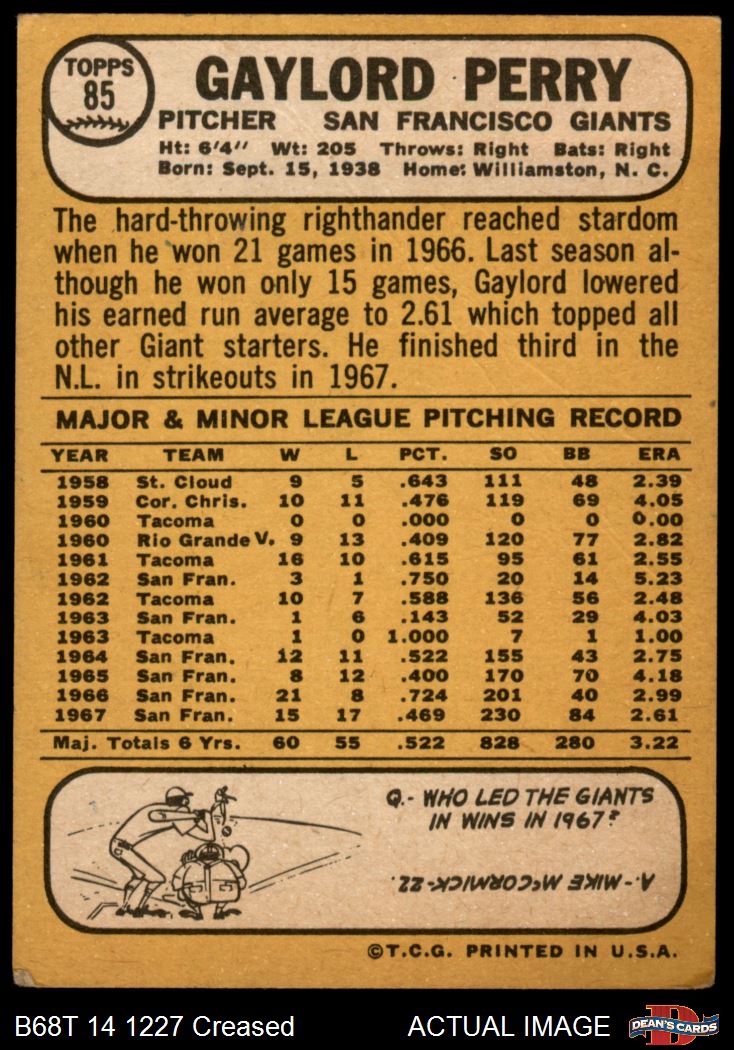 TOPPS
85
GAYLORD PERRY
PITCHER SAN FRANCISCO GIANTS
Ht: 6'4" Wt: 205 Throws: Right Bats: Right
Born: Sept. 15, 1938 Home: Williamston, N. C.
The hard-throwing righthander reached stardom
when he won 21 games in 1966. Last season al-
though he won only 15 games, Gaylord lowered
his earned run average to 2.61 which topped all
other Giant starters. He finished third in the
N.L. in strikeouts in 1967.
MAJOR & MINOR LEAGUE PITCHING RECORD
YEAR TEAM W L PCT. SO BB ERA
1958 St. Cloud 9 5 .643 111 48 2.39
1959 Cor. Chris. 10 11 .476 119 69 4.05
1960 Tacoma 0 0 .000 0 0 0.00
1960 Rio Grande V. 9 13 .409 120 77 2.82
1961 Tacoma 16 10 .615 95 61 2.55
1962 San Fran. 3 1 .750 20 14 5.23
1962 Tacoma 10 7 .588 136 56 2.48
1963 San Fran. 1 6 .143 52 29 4.03
1963 Tacoma 1 0 1.000 7 1 1.00
1964 San Fran. 12 11 .522 155 43 2.75
1965 San Fran. 8 12 .400 170 70 4.18
1966 San Fran. 21 8 .724 201 40 2.99
1967 San Fran. 15 17 .469 230 84 2.61
Maj. Totals 6 Yrs. 60 55 .522 828 280 3.22
Q.- WHO LED THE GIANTS
IN WINS IN 1967?
A.- MIKE McCORMICK-22.
©T.C.G. PRINTED IN U.S.A.
B68T 14 1227 Creased ACTUAL IMAGE
DEAN'S CARDS